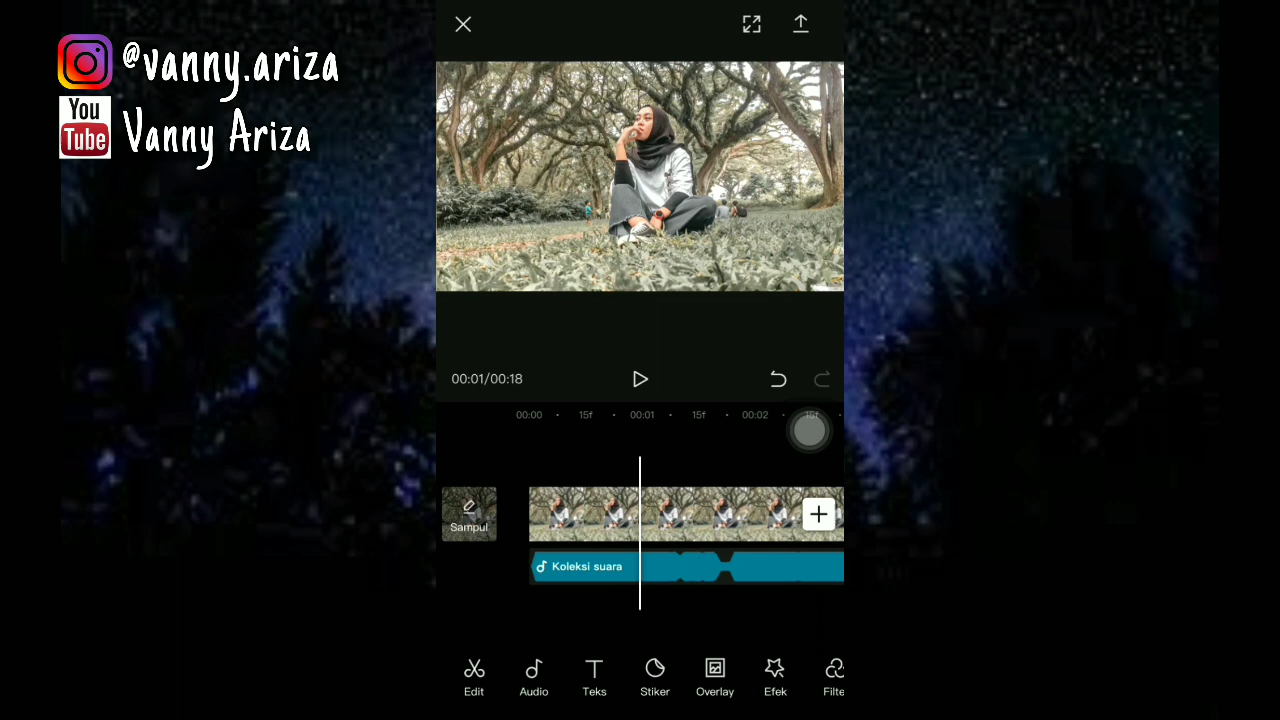 @vanny.ariza
You
Tube
Vanny Ariza
00:01/00:18
00:00 15f 00:01 15f 00:02 15f
Sampul
Koleksi suara
Edit Audio Teks Stiker Overlay Efek Filte